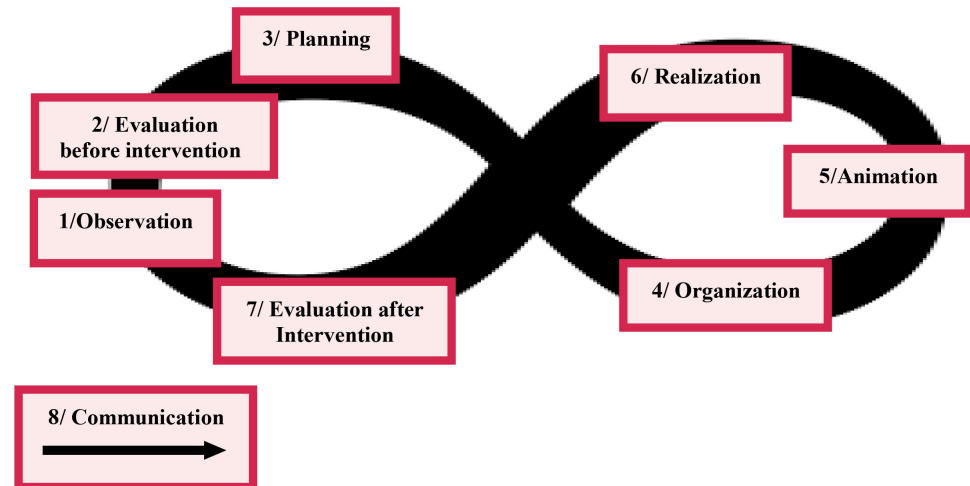 1/Observation
2/ Evaluation
before intervention
3/ Planning
4/ Organization
5/Animation
6/ Realization
7/ Evaluation after
Intervention
8/ Communication